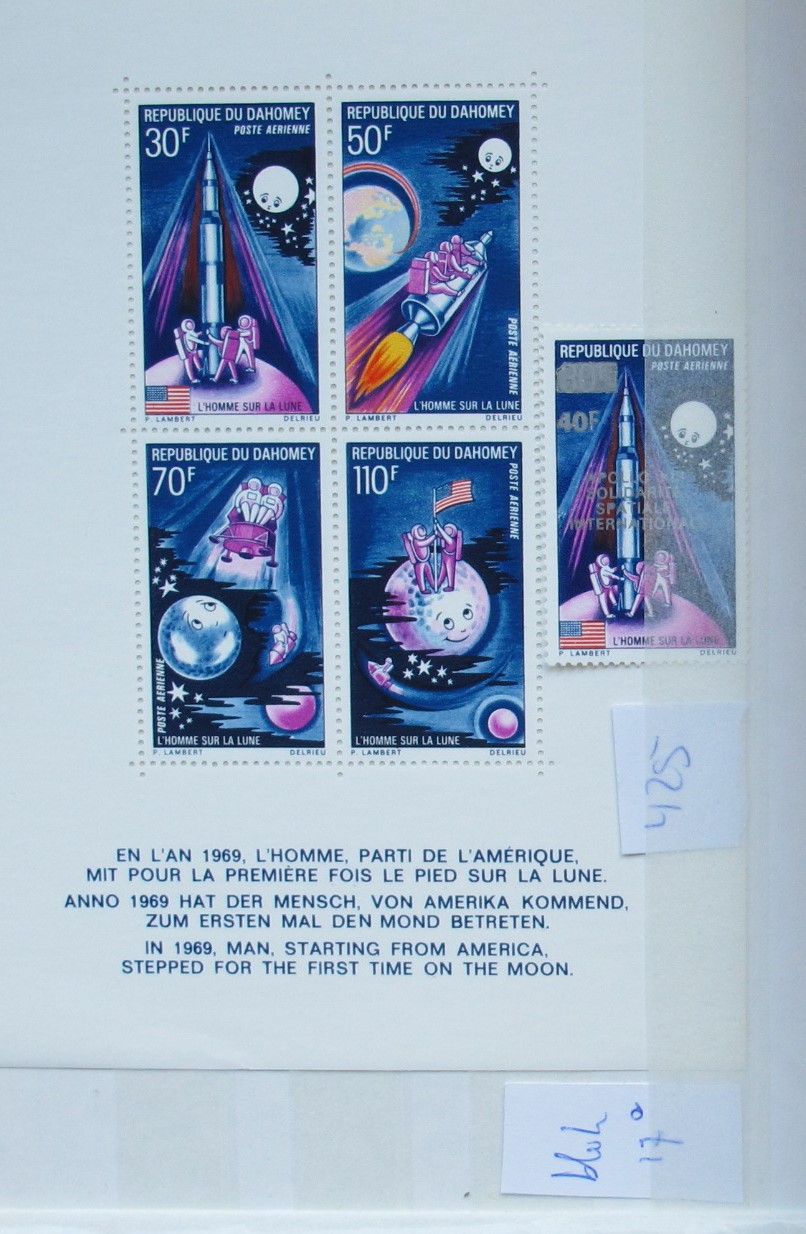 REPUBLIQUE DU DAHOMEY
30F
POSTE AERIENNE
L'HOMME SUR LA LUNE
P. LAMBERT
DELRIEU
REPUBLIQUE DU DAHOMEY
50F
POSTE AERIENNE
L'HOMME SUR LA LUNE
P. LAMBERT
DELRIEU
REPUBLIQUE DU DAHOMEY
70F
POSTE AERIENNE
L'HOMME SUR LA LUNE
P. LAMBERT
DELRIEU
REPUBLIQUE DU DAHOMEY
110F
POSTE AERIENNE
L'HOMME SUR LA LUNE
P. LAMBERT
DELRIEU
REPUBLIQUE DU DAHOMEY
POSTE AERIENNE
40F
APOLLO
SOLIDARITÉ
SPATIALE
INTERNATIONALE
L'HOMME SUR LA LUNE
P. LAMBERT
DELRIEU
425
EN L'AN 1969, L'HOMME, PARTI DE L'AMÉRIQUE,
MIT POUR LA PREMIÈRE FOIS LE PIED SUR LA LUNE.
ANNO 1969 HAT DER MENSCH, VON AMERIKA KOMMEND,
ZUM ERSTEN MAL DEN MOND BETRETEN.
IN 1969, MAN, STARTING FROM AMERICA,
STEPPED FOR THE FIRST TIME ON THE MOON.
17